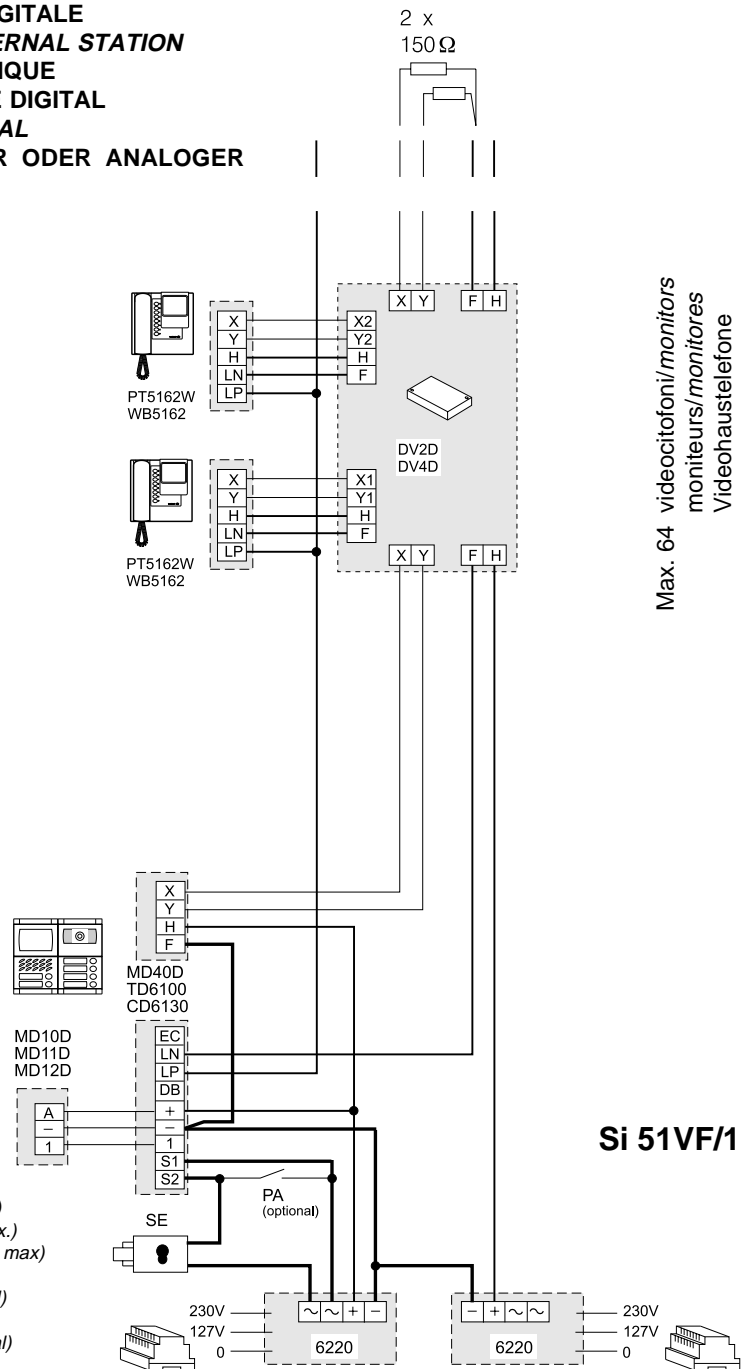 GITALE
ERNAL STATION
IQUE
E DIGITAL
AL
R ODER ANALOGER
2 x
150Ω
X Y F H
X X2
Y Y2
H H
LN F
LP
PT5162W
WB5162
DV2D
DV4D
X X1
Y Y1
H H
LN F
LP
PT5162W
WB5162
X Y F H
Max. 64 videocitofoni/monitors
moniteurs/monitores
Videohaustelefone
X
Y
H
F
MD40D
TD6100
CD6130
MD10D
MD11D
MD12D
EC
LN
LP
DB
A +
– –
1 1
S1
S2
Si 51VF/1
PA
(optional)
SE
)
x.)
max)
l)
al)
230V
127V
0
~ ~ + –
6220
– + ~ ~
6220
230V
127V
0